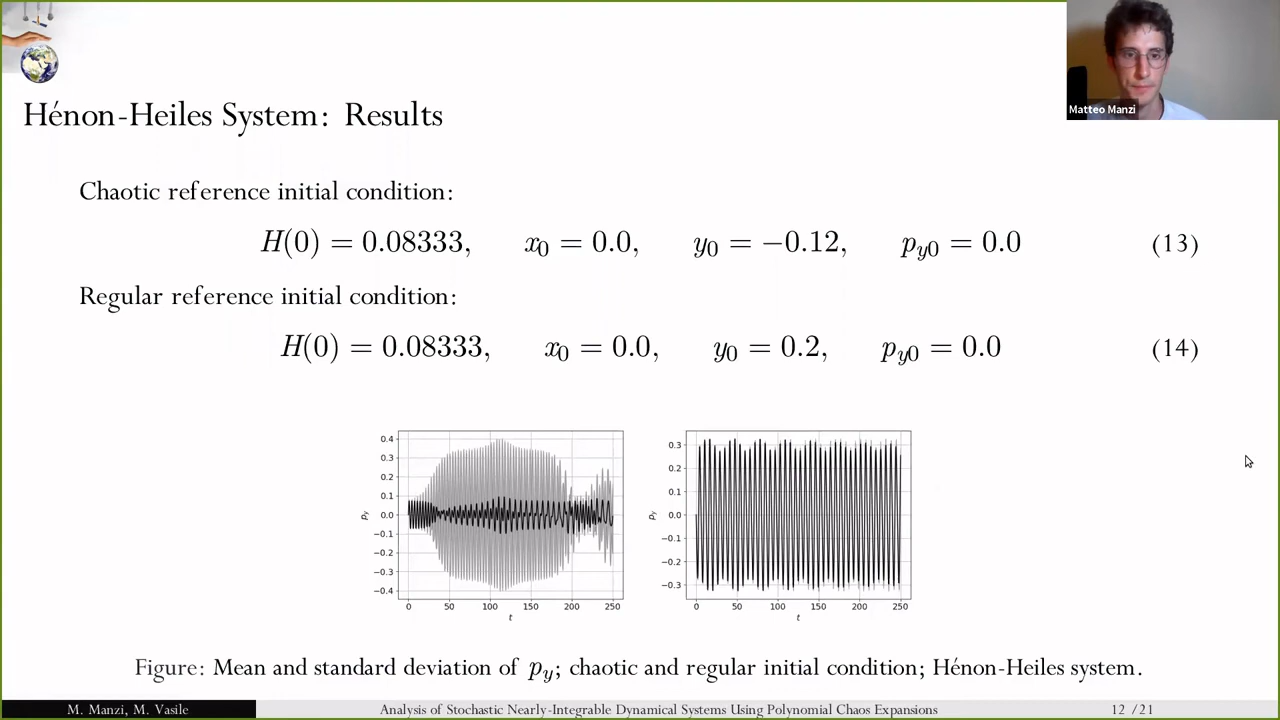 Matteo Manzi
Hénon-Heiles System: Results
Chaotic reference initial condition:
H(0) = 0.08333, x₀ = 0.0, y₀ = −0.12, p_y0 = 0.0 (13)
Regular reference initial condition:
H(0) = 0.08333, x₀ = 0.0, y₀ = 0.2, p_y0 = 0.0 (14)
0.4
0.3
0.2
0.1
0.0
−0.1
−0.2
−0.3
−0.4
p_y
0 50 100 150 200 250
t
0.3
0.2
0.1
0.0
−0.1
−0.2
−0.3
p_y
0 50 100 150 200 250
t
Figure: Mean and standard deviation of p_y; chaotic and regular initial condition; Hénon-Heiles system.
M. Manzi, M. Vasile Analysis of Stochastic Nearly-Integrable Dynamical Systems Using Polynomial Chaos Expansions 12 /21